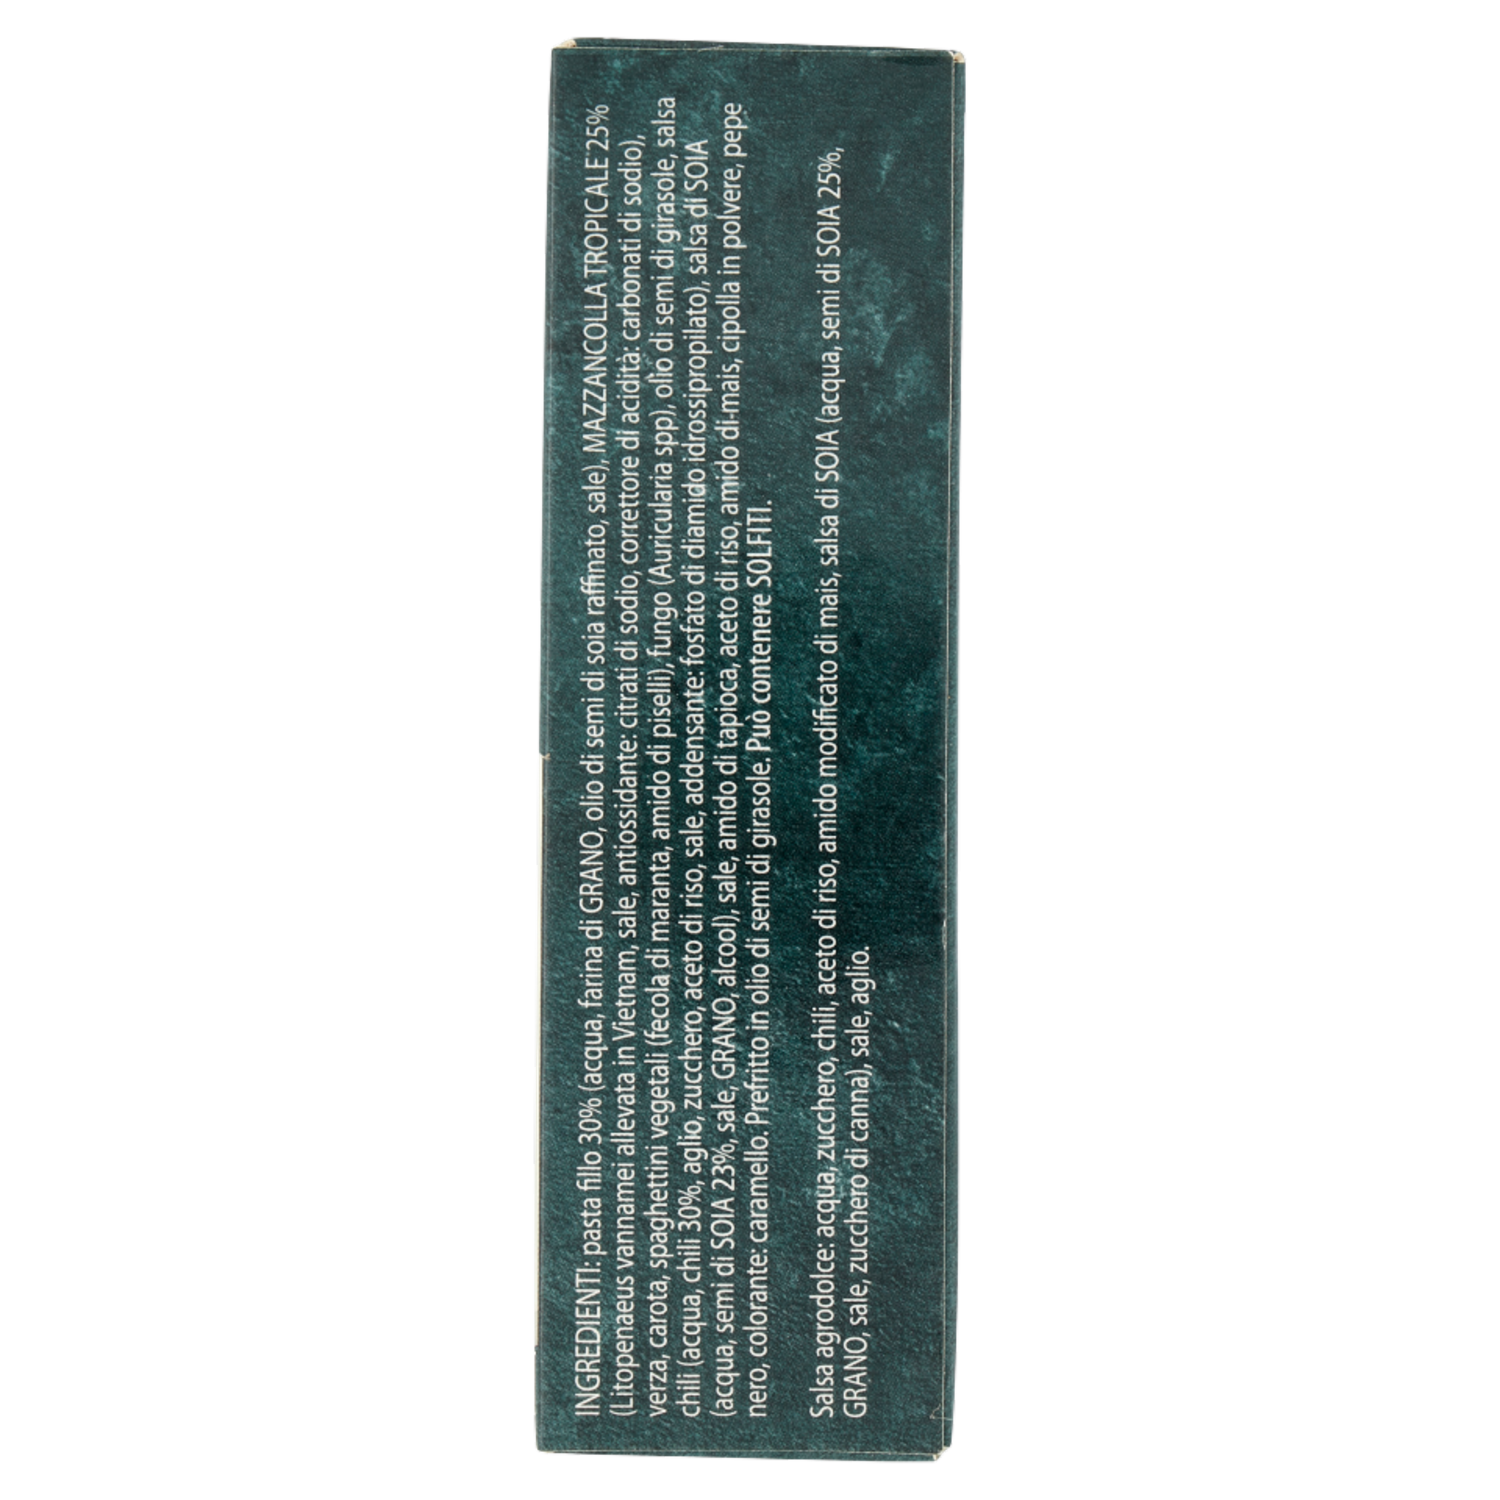 INGREDIENTI: pasta fillo 30% (acqua, farina di GRANO, olio di semi di soia raffinato, sale), MAZZANCOLLA TROPICALE 25%
(Litopenaeus vannamei allevata in Vietnam, sale, antiossidante: citrati di sodio, correttore di acidità: carbonati di sodio),
verza, carota, spaghettini vegetali (fecola di maranta, amido di piselli), fungo (Auricularia spp), olio di semi di girasole, salsa
chili (acqua, chili 30%, aglio, zucchero, aceto di riso, sale, addensante: fosfato di diamido idrossipropilato), salsa di SOIA
(acqua, semi di SOIA 23%, sale, GRANO, alcool), sale, amido di tapioca, aceto di riso, amido di mais, cipolla in polvere, pepe
nero, colorante: caramello. Prefritto in olio di semi di girasole. Può contenere SOLFITI.
Salsa agrodolce: acqua, zucchero, chili, aceto di riso, amido modificato di mais, salsa di SOIA (acqua, semi di SOIA 25%,
GRANO, sale, zucchero di canna), sale, aglio.